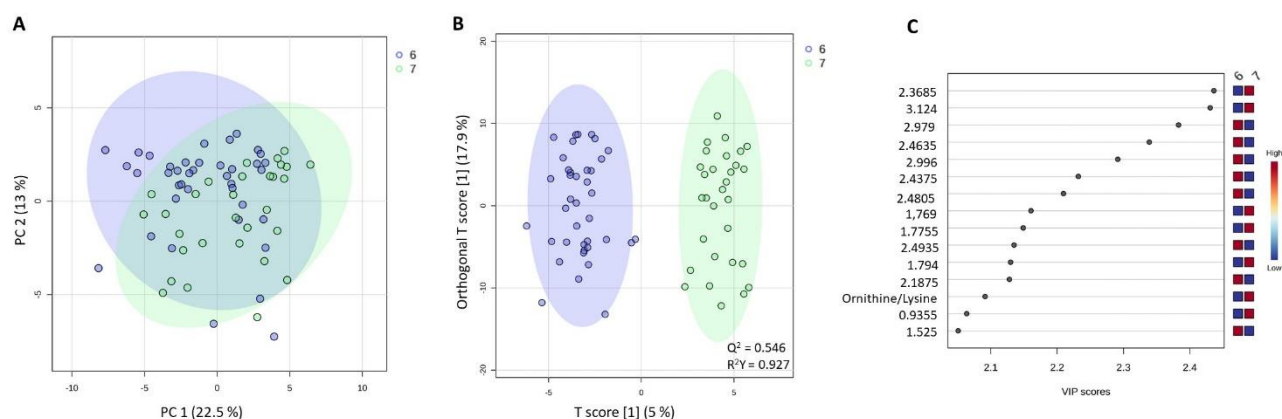 A
6
7
PC 2 (13 %)
5
0
-5
-10
-5
0
5
10
PC 1 (22.5 %)
B
6
7
Orthogonal T score [1] (17.9 %)
20
10
0
-10
-20
Q² = 0.546
R²Y = 0.927
-5
0
5
T score [1] (5 %)
C
6 7
2.3685
3.124
2.979
2.4635
2.996
2.4375
2.4805
1,769
1.7755
2.4935
1.794
2.1875
Ornithine/Lysine
0.9355
1.525
2.1 2.2 2.3 2.4
VIP scores
High
Low